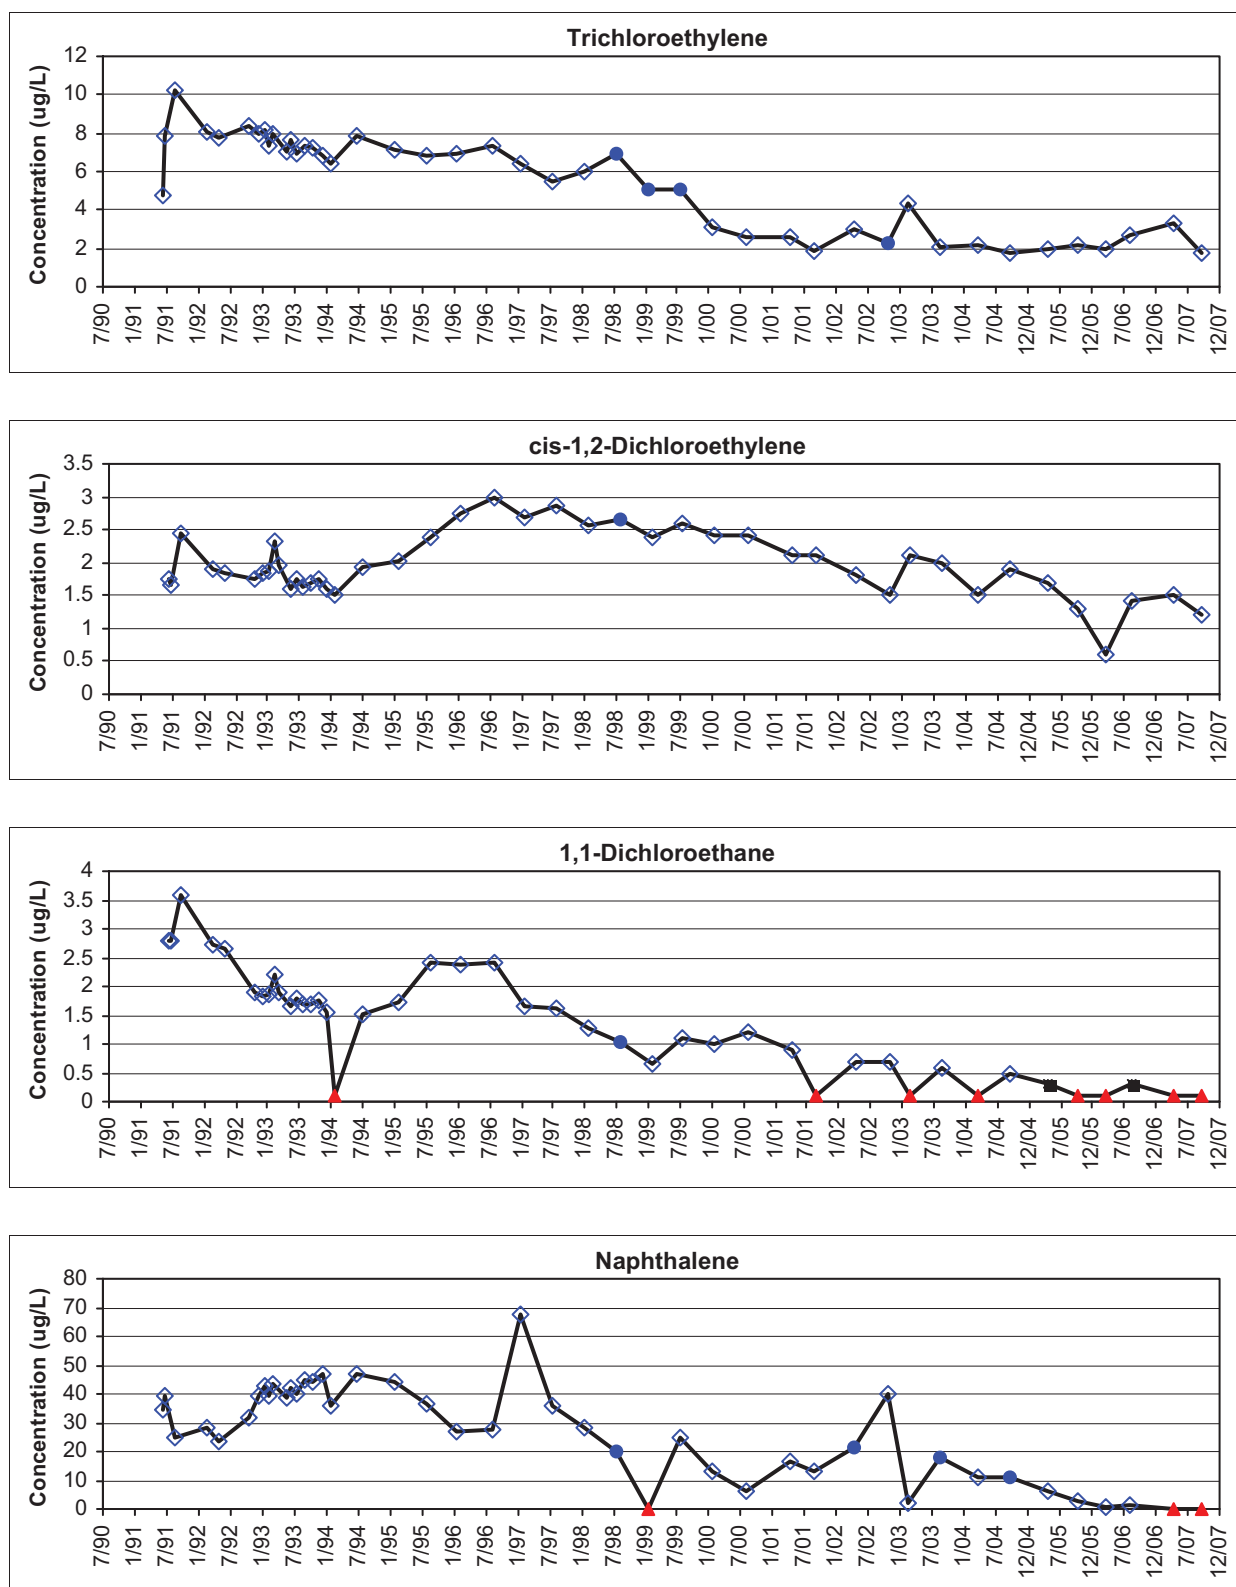 Trichloroethylene
Concentration (ug/L)
12
10
8
6
4
2
0
7/90 1/91 7/91 1/92 7/92 1/93 7/93 1/94 7/94 1/95 7/95 1/96 7/96 1/97 7/97 1/98 7/98 1/99 7/99 1/00 7/00 1/01 7/01 1/02 7/02 1/03 7/03 1/04 12/04 7/05 12/05 7/06 12/06 7/07 12/07
cis-1,2-Dichloroethylene
Concentration (ug/L)
3.5
3
2.5
2
1.5
1
0.5
0
7/90 1/91 7/91 1/92 7/92 1/93 7/93 1/94 7/94 1/95 7/95 1/96 7/96 1/97 7/97 1/98 7/98 1/99 7/99 1/00 7/00 1/01 7/01 1/02 7/02 1/03 7/03 1/04 12/04 7/05 12/05 7/06 12/06 7/07 12/07
1,1-Dichloroethane
Concentration (ug/L)
4
3.5
3
2.5
2
1.5
1
0.5
0
7/90 1/91 7/91 1/92 7/92 1/93 7/93 1/94 7/94 1/95 7/95 1/96 7/96 1/97 7/97 1/98 7/98 1/99 7/99 1/00 7/00 1/01 7/01 1/02 7/02 1/03 7/03 1/04 12/04 7/05 12/05 7/06 12/06 7/07 12/07
Naphthalene
Concentration (ug/L)
80
70
60
50
40
30
20
10
0
7/90 1/91 7/91 1/92 7/92 1/93 7/93 1/94 7/94 1/95 7/95 1/96 7/96 1/97 7/97 1/98 7/98 1/99 7/99 1/00 7/00 1/01 7/01 1/02 7/02 1/03 7/03 1/04 12/04 7/05 12/05 7/06 12/06 7/07 12/07